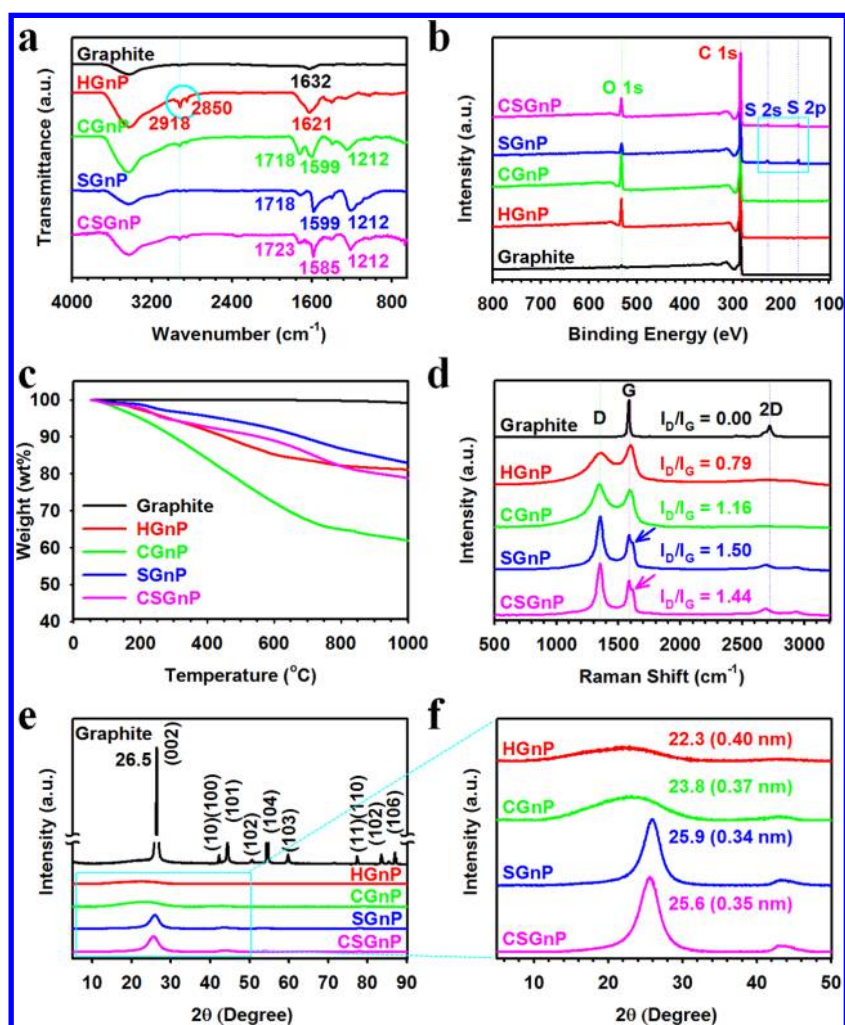 a
Graphite
HGnP
CGnP
SGnP
CSGnP
1632
2918
2850
1621
1718
1599
1212
1718
1599
1212
1723
1585
1212
Transmittance (a.u.)
4000 3200 2400 1600 800
Wavenumber (cm-1)
b
C 1s
O 1s
S 2s S 2p
CSGnP
SGnP
CGnP
HGnP
Graphite
Intensity (a.u.)
800 700 600 500 400 300 200 100
Binding Energy (eV)
c
100
90
80
70
60
50
40
Weight (wt%)
Graphite
HGnP
CGnP
SGnP
CSGnP
0 200 400 600 800 1000
Temperature (oC)
d
G
D
2D
Graphite
ID/IG = 0.00
HGnP
ID/IG = 0.79
CGnP
ID/IG = 1.16
SGnP
ID/IG = 1.50
CSGnP
ID/IG = 1.44
Intensity (a.u.)
500 1000 1500 2000 2500 3000
Raman Shift (cm-1)
e
Graphite
26.5
(002)
(10)(100)
(101)
(102)
(104)
(103)
(11)(110)
(102)
(106)
HGnP
CGnP
SGnP
CSGnP
Intensity (a.u.)
10 20 30 40 50 60 70 80 90
2θ (Degree)
f
HGnP
22.3 (0.40 nm)
CGnP
23.8 (0.37 nm)
SGnP
25.9 (0.34 nm)
CSGnP
25.6 (0.35 nm)
Intensity (a.u.)
10 20 30 40 50
2θ (Degree)